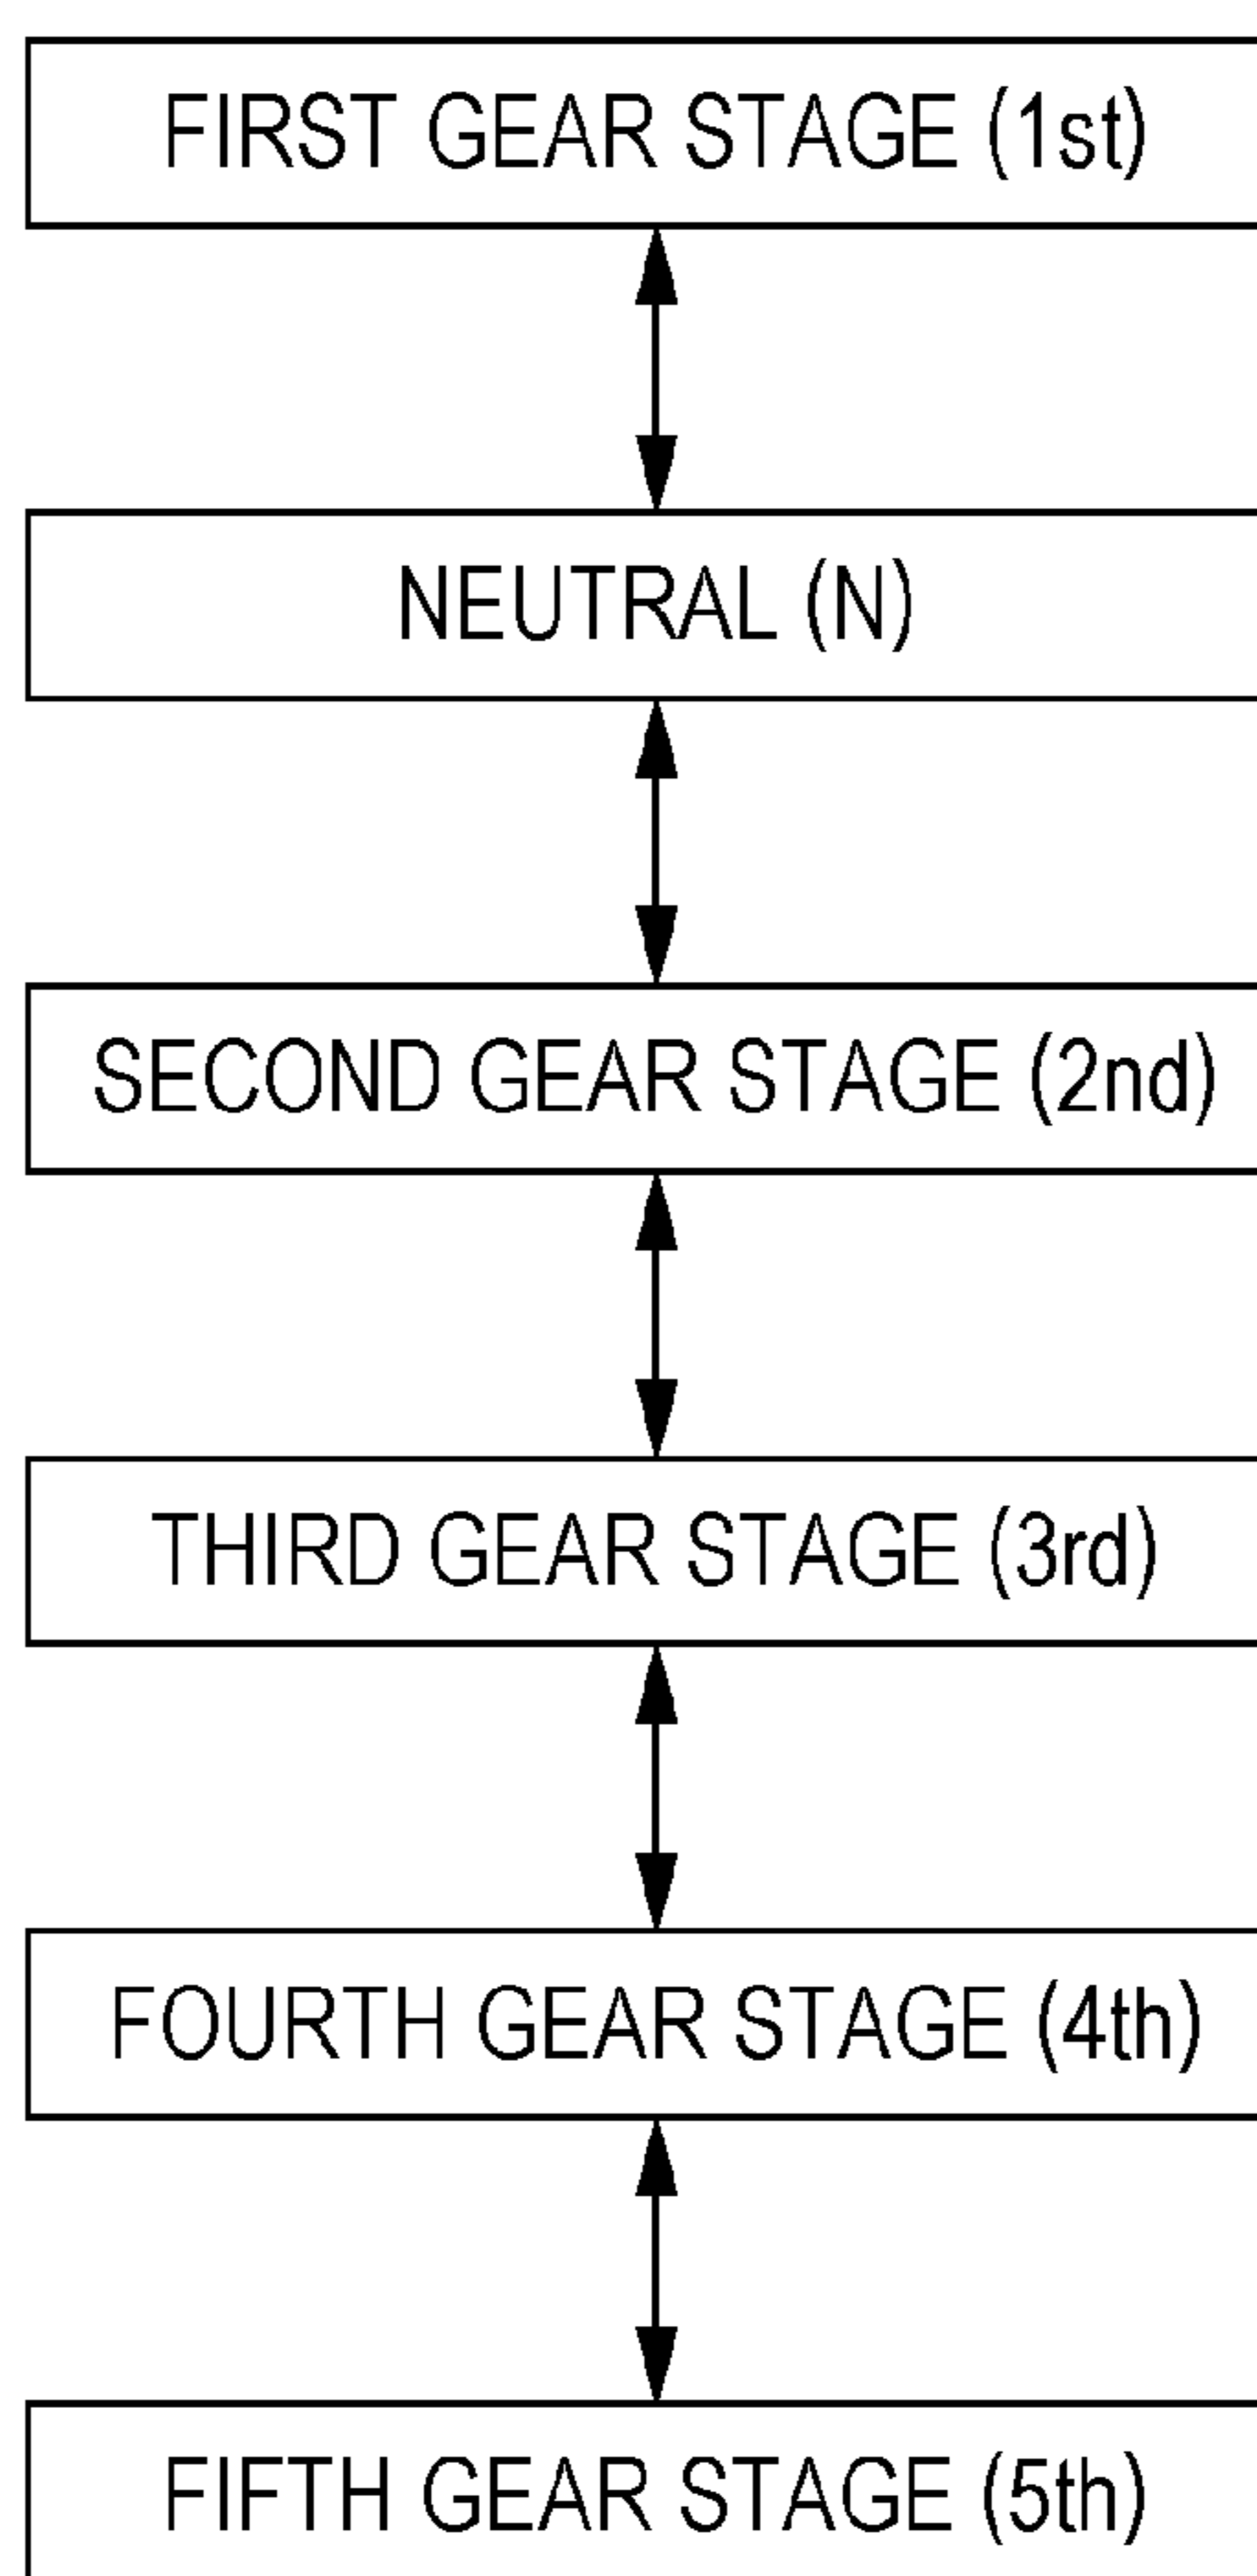 FIRST GEAR STAGE (1st)
NEUTRAL (N)
SECOND GEAR STAGE (2nd)
THIRD GEAR STAGE (3rd)
FOURTH GEAR STAGE (4th)
FIFTH GEAR STAGE (5th)